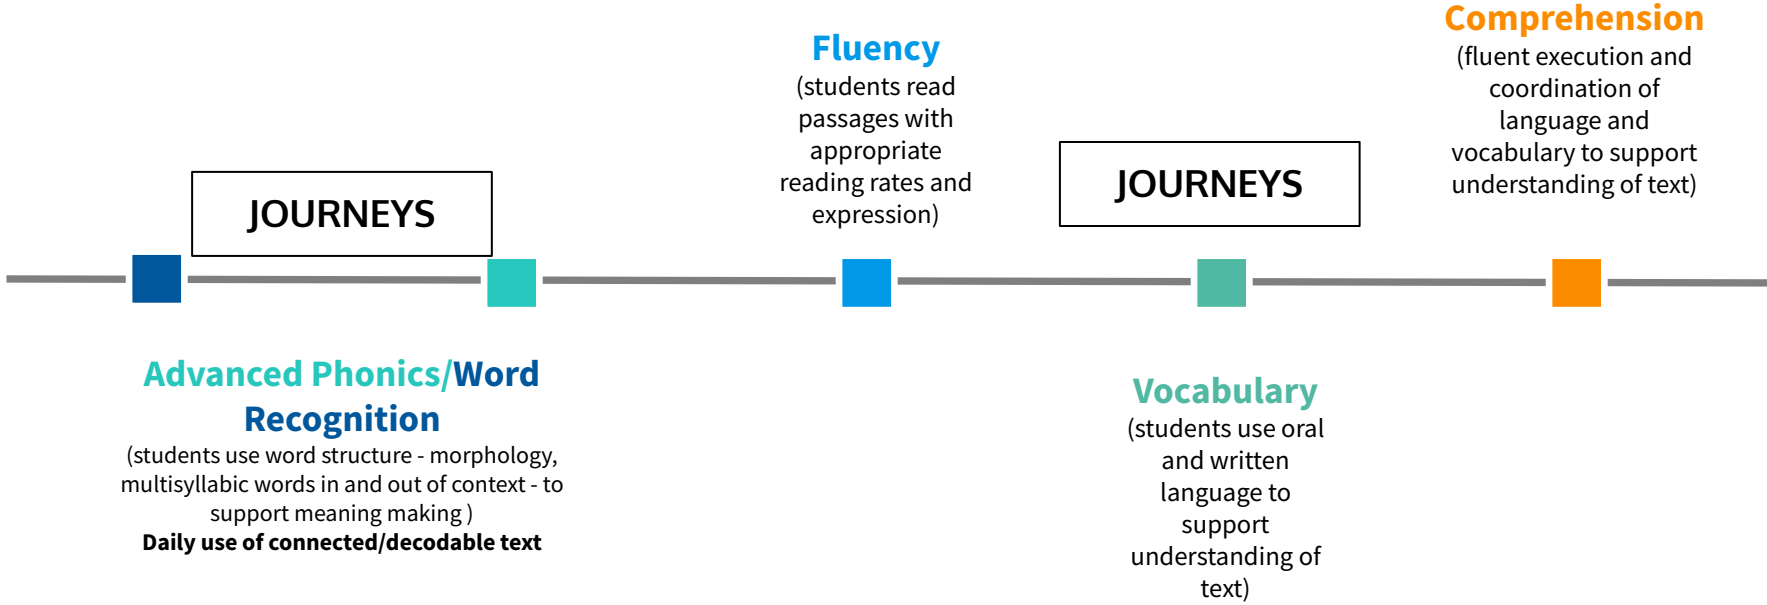 JOURNEYS
Advanced Phonics/Word
Recognition
(students use word structure - morphology,
multisyllabic words in and out of context - to
support meaning making )
Daily use of connected/decodable text
Fluency
(students read
passages with
appropriate
reading rates and
expression)
JOURNEYS
Vocabulary
(students use oral
and written
language to
support
understanding of
text)
Comprehension
(fluent execution and
coordination of
language and
vocabulary to support
understanding of text)